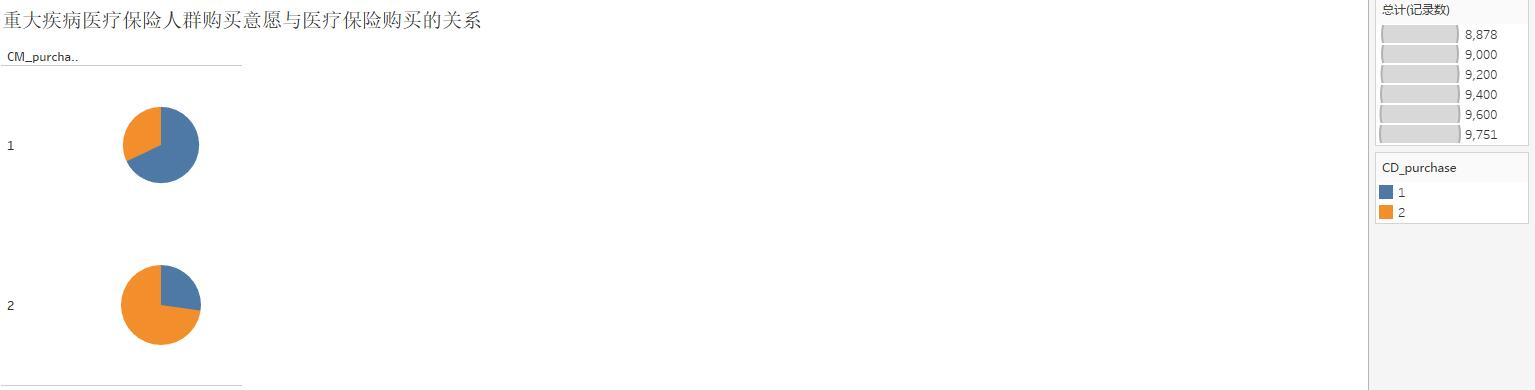 重大疾病医疗保险人群购买意愿与医疗保险购买的关系
CM_purcha..
1
2
总计(记录数)
8,878
9,000
9,200
9,400
9,600
9,751
CD_purchase
1
2